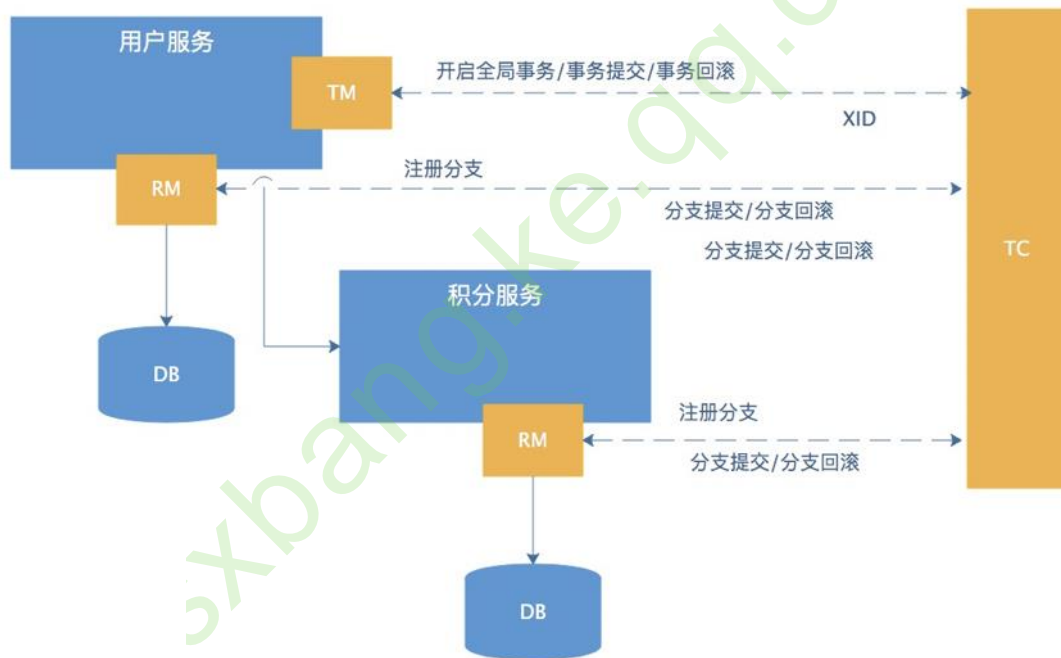 用户服务
TM
开启全局事务/事务提交/事务回滚
XID
RM
注册分支
分支提交/分支回滚
分支提交/分支回滚
TC
积分服务
DB
注册分支
RM
分支提交/分支回滚
DB
sxbang.ke.qq.c